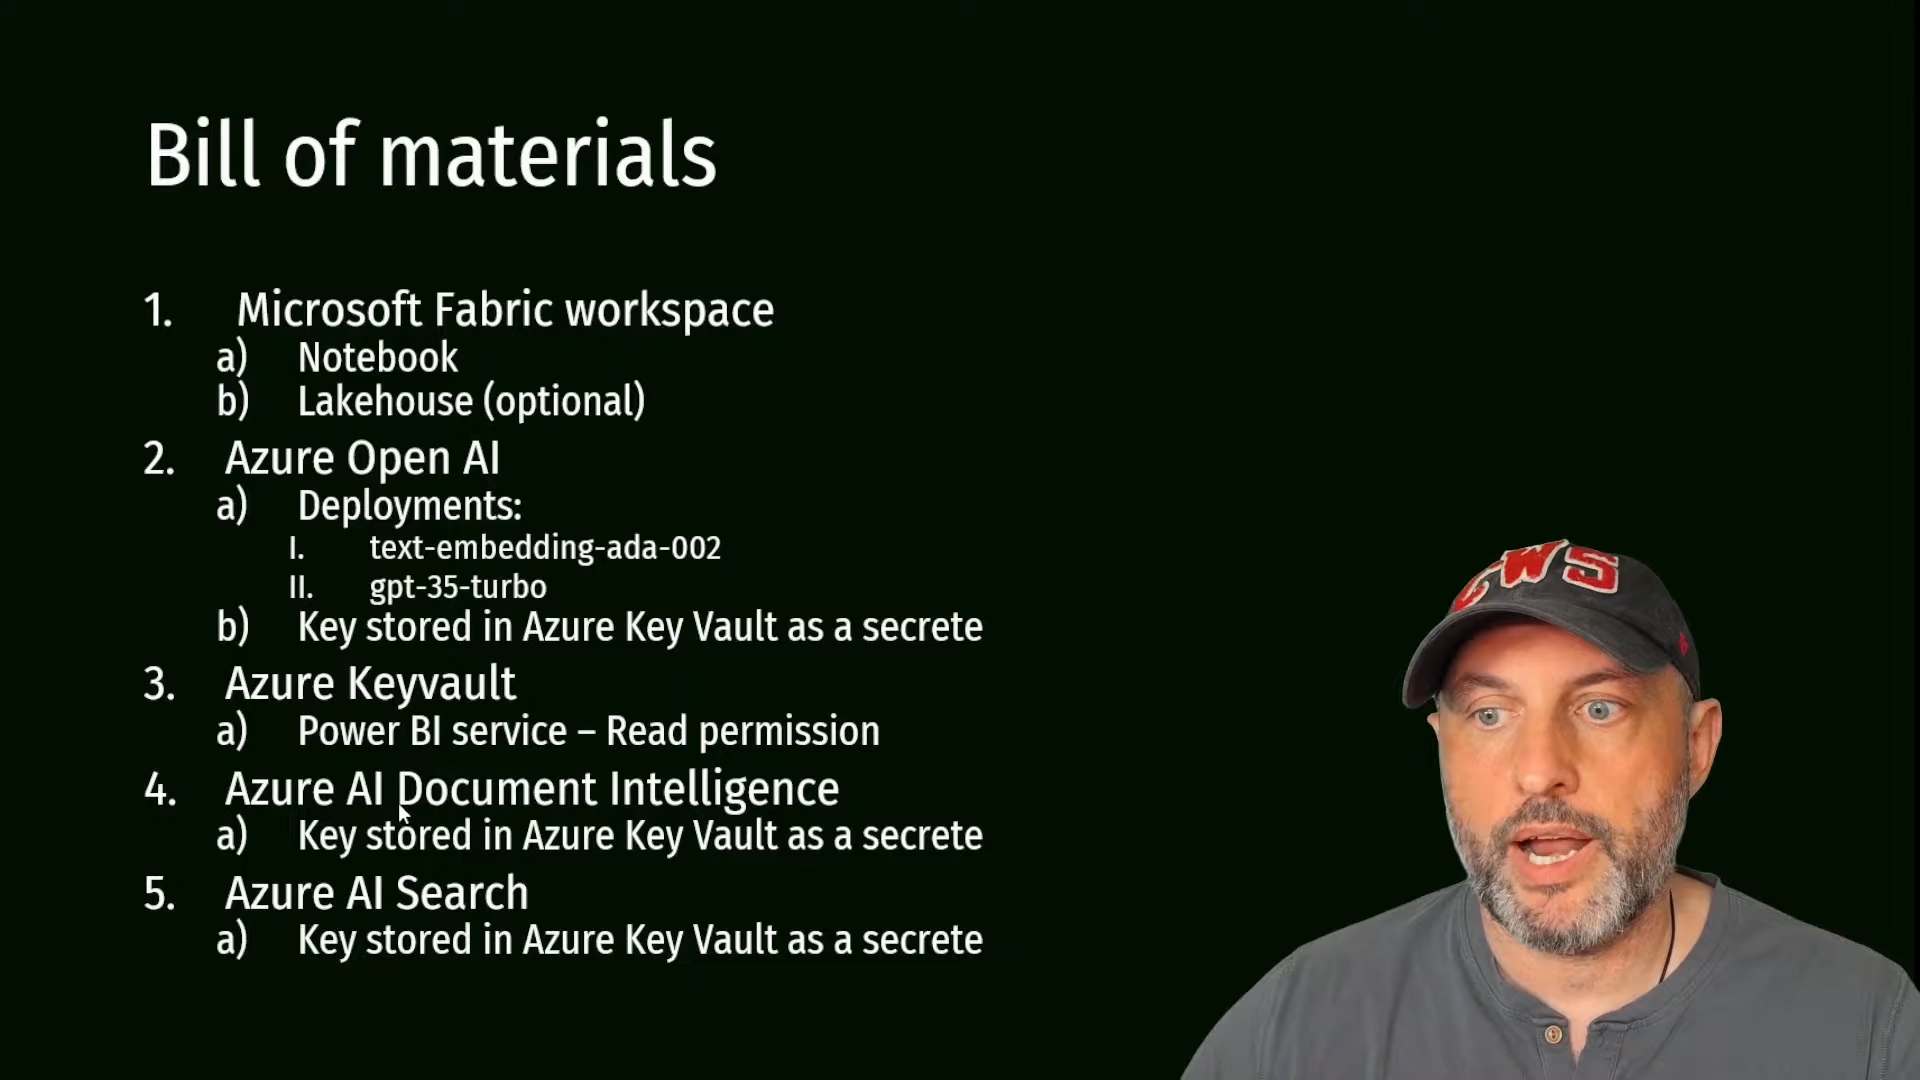 Bill of materials
1. Microsoft Fabric workspace
a) Notebook
b) Lakehouse (optional)
2. Azure Open AI
a) Deployments:
I. text-embedding-ada-002
II. gpt-35-turbo
b) Key stored in Azure Key Vault as a secrete
3. Azure Keyvault
a) Power BI service – Read permission
4. Azure AI Document Intelligence
a) Key stored in Azure Key Vault as a secrete
5. Azure AI Search
a) Key stored in Azure Key Vault as a secrete
CWS